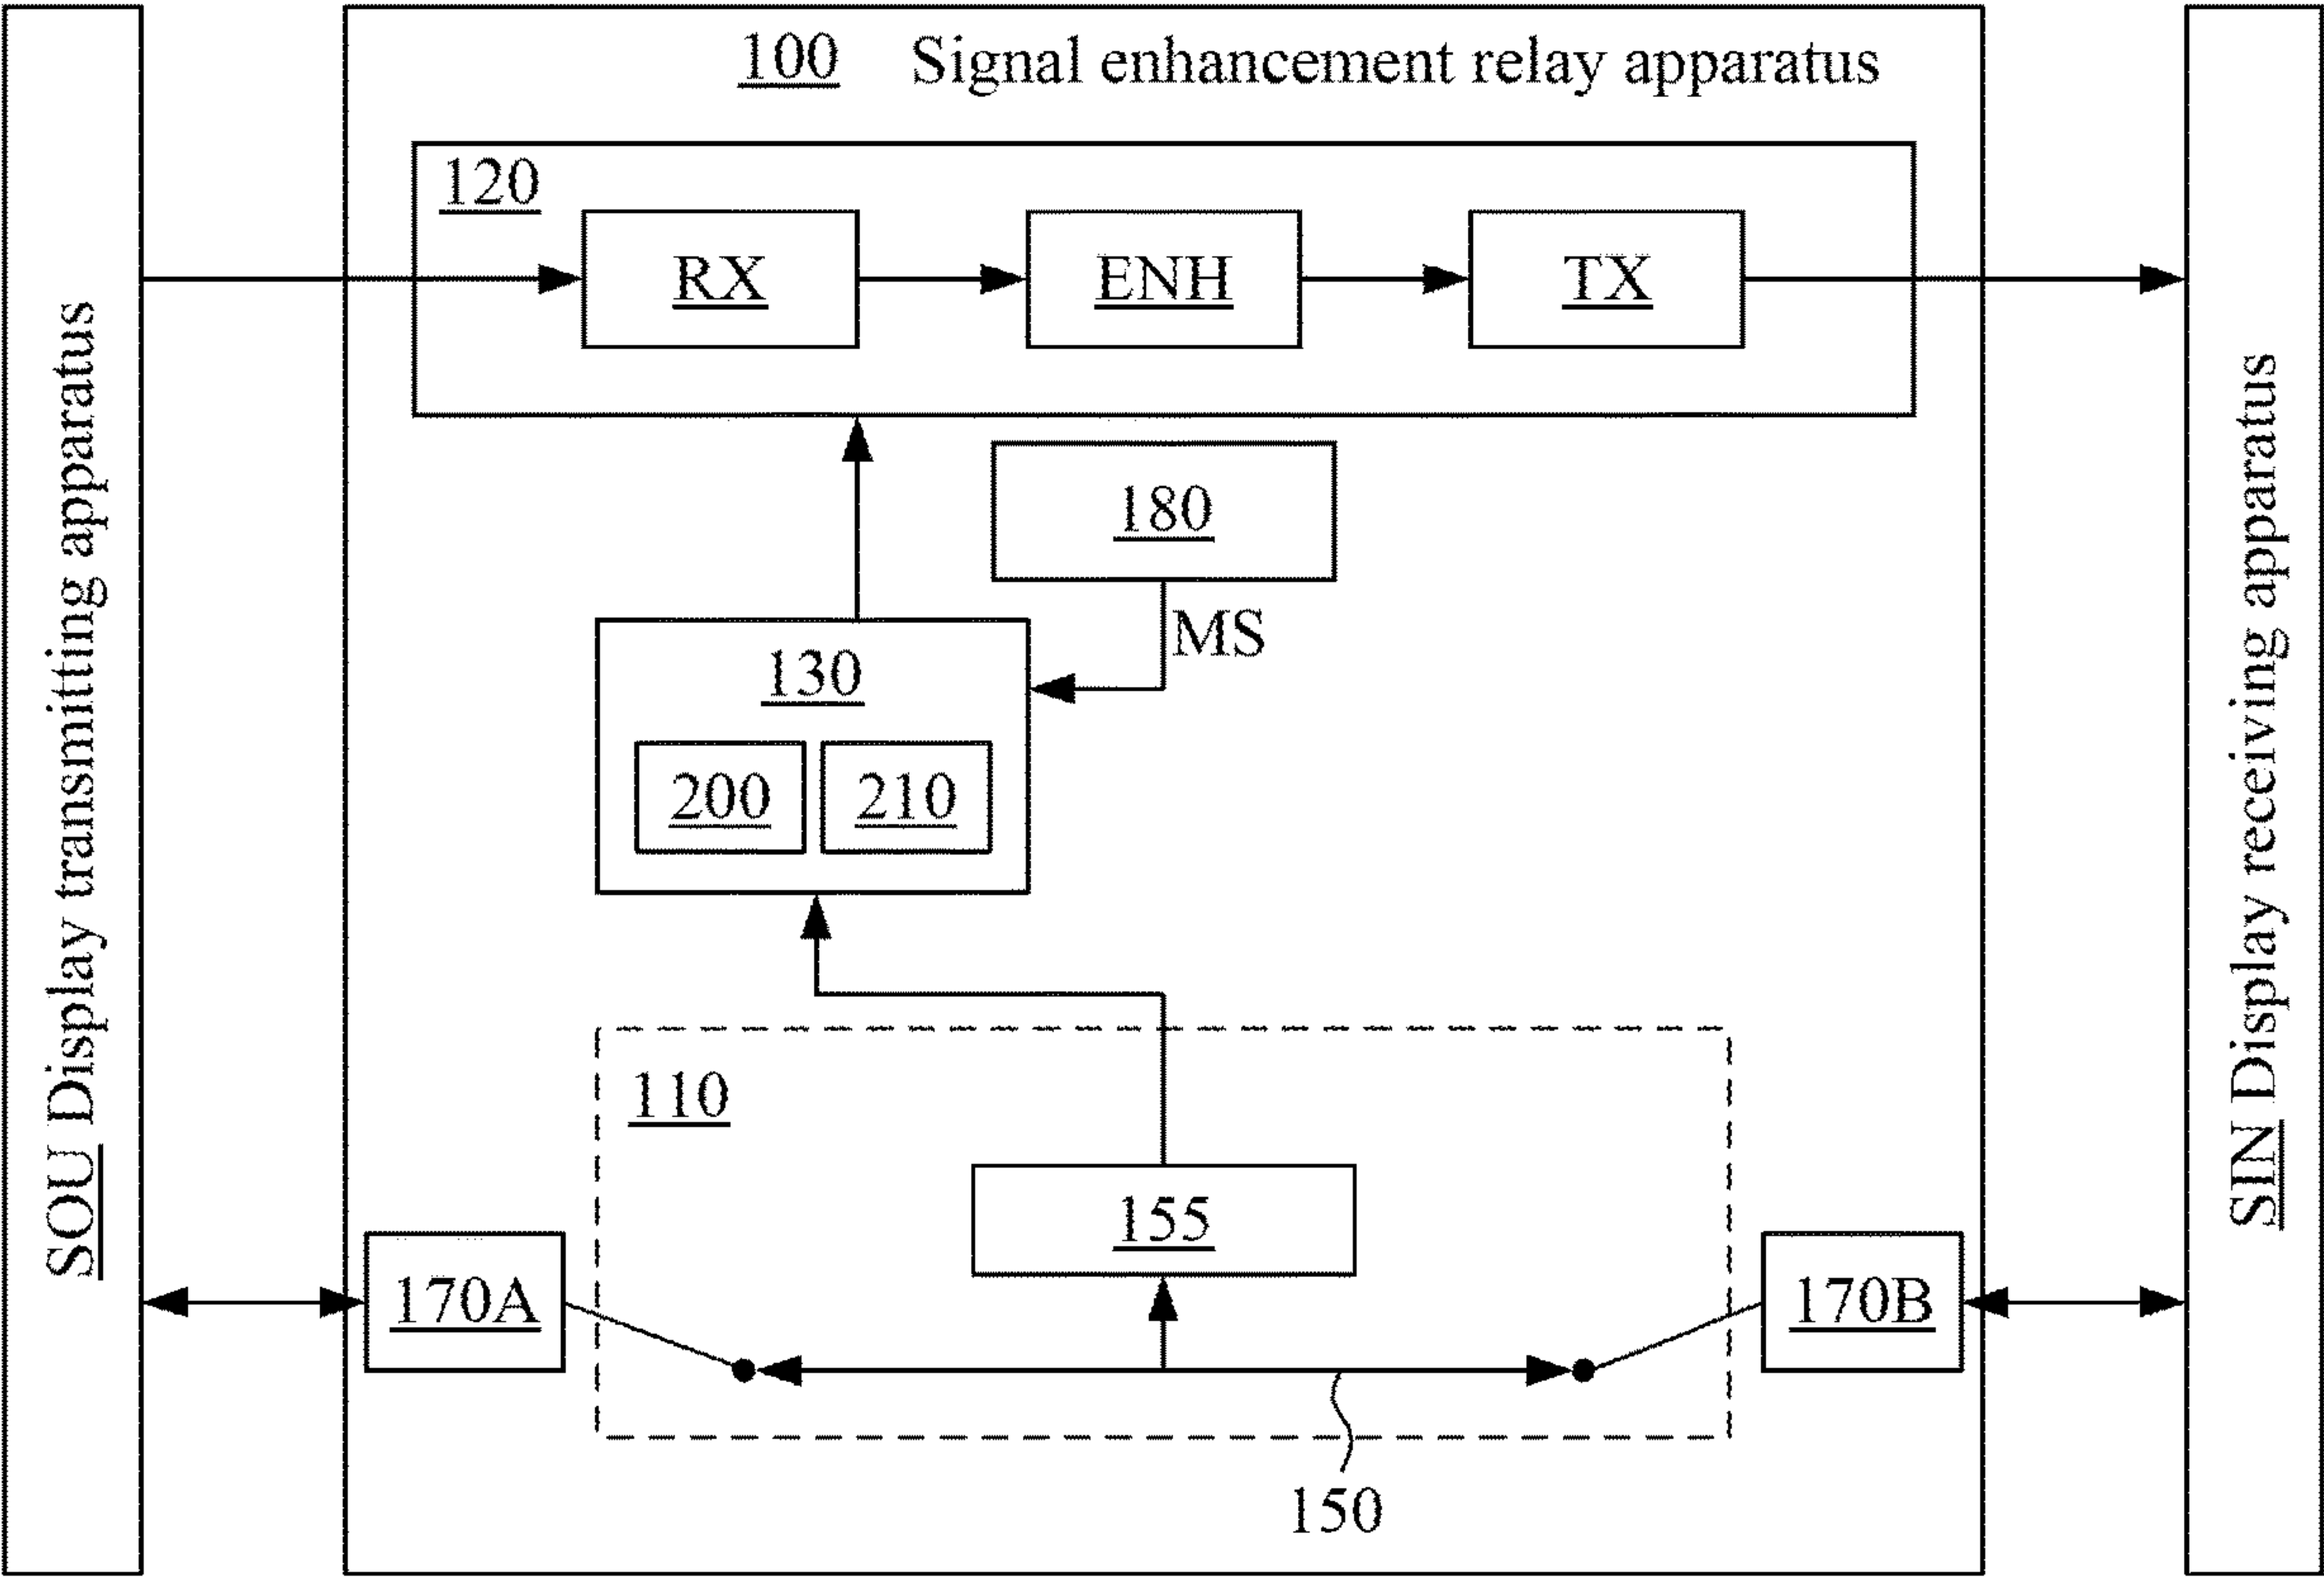 100 Signal enhancement relay apparatus
120
RX
ENH
TX
180
MS
130
200
210
110
155
170A
170B
150
SOU Display transmitting apparatus
SIN Display receiving apparatus